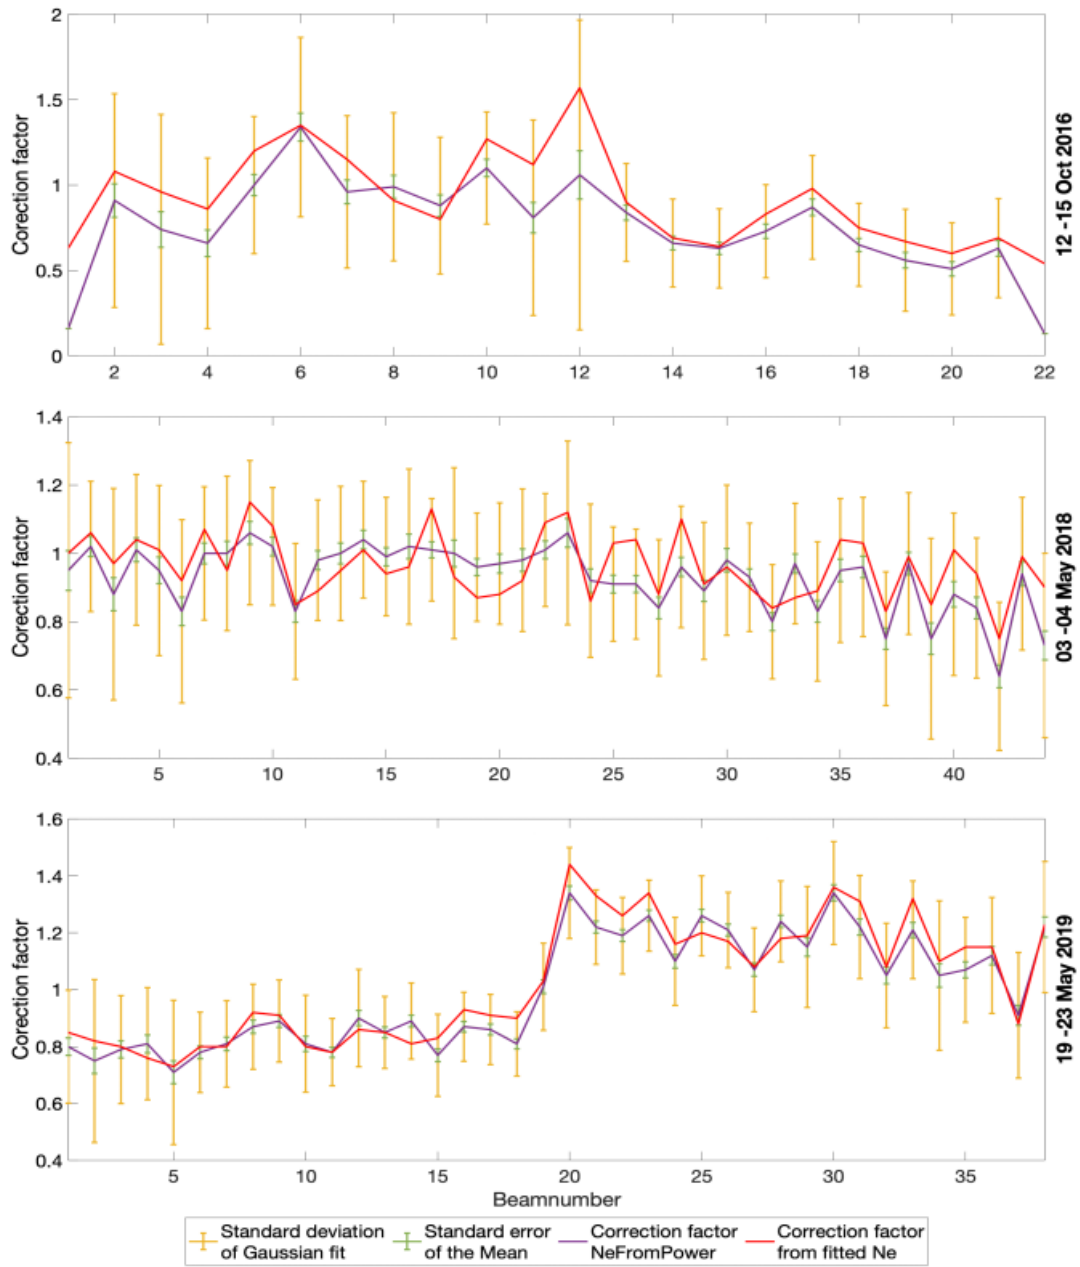 2
1.5
1
0.5
0
Corection factor
2 4 6 8 10 12 14 16 18 20 22
12 -15 Oct 2016
1.4
1.2
1
0.8
0.6
0.4
Corection factor
5 10 15 20 25 30 35 40
03 -04 May 2018
1.6
1.4
1.2
1
0.8
0.6
0.4
Corection factor
5 10 15 20 25 30 35
19 -23 May 2019
Beamnumber
Standard deviation
of Gaussian fit
Standard error
of the Mean
Correction factor
NeFromPower
Correction factor
from fitted Ne